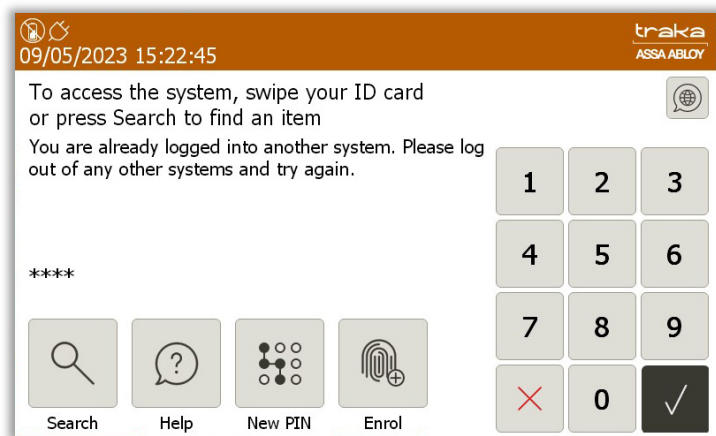 09/05/2023 15:22:45
traka
ASSA ABLOY
To access the system, swipe your ID card
or press Search to find an item
You are already logged into another system. Please log
out of any other systems and try again.
1 2 3
4 5 6
****
7 8 9
0
Search Help New PIN Enrol